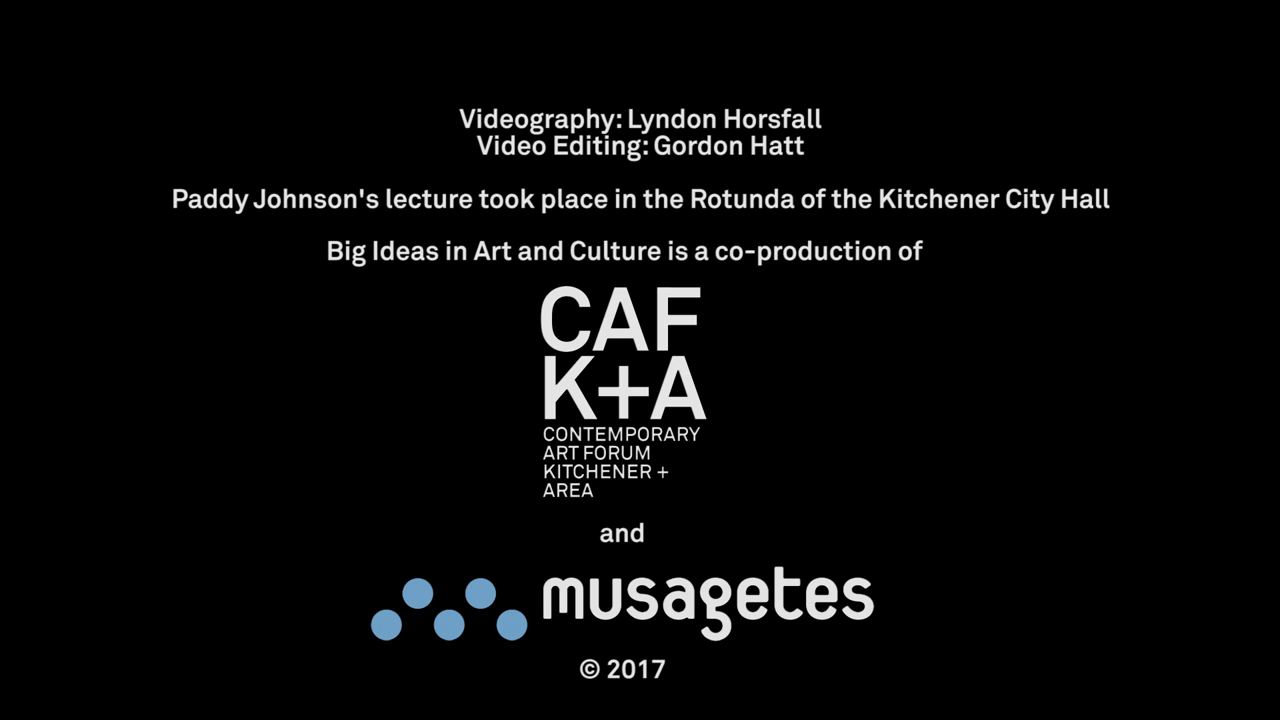 Videography: Lyndon Horsfall
Video Editing: Gordon Hatt
Paddy Johnson's lecture took place in the Rotunda of the Kitchener City Hall
Big Ideas in Art and Culture is a co-production of
CAF
K+A
CONTEMPORARY
ART FORUM
KITCHENER +
AREA
and
musagetes
© 2017